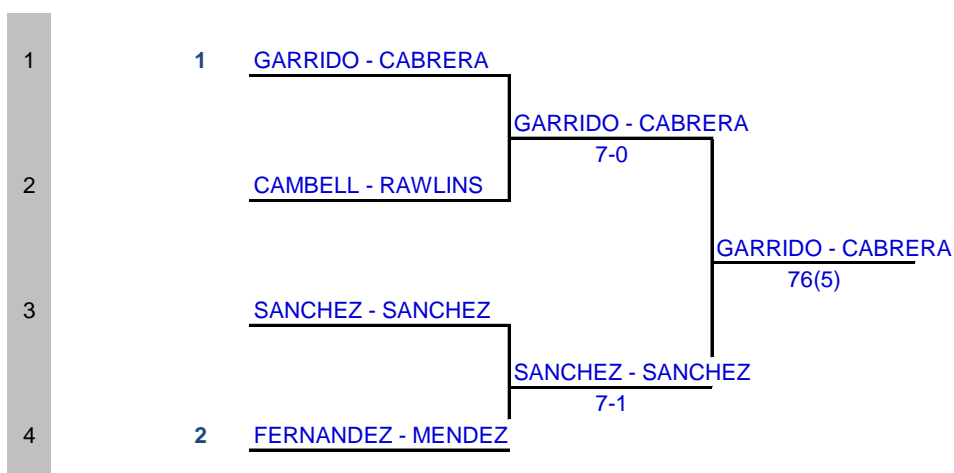 1 1 GARRIDO - CABRERA
GARRIDO - CABRERA
7-0
2 CAMBELL - RAWLINS
GARRIDO - CABRERA
76(5)
3 SANCHEZ - SANCHEZ
SANCHEZ - SANCHEZ
7-1
4 2 FERNANDEZ - MENDEZ